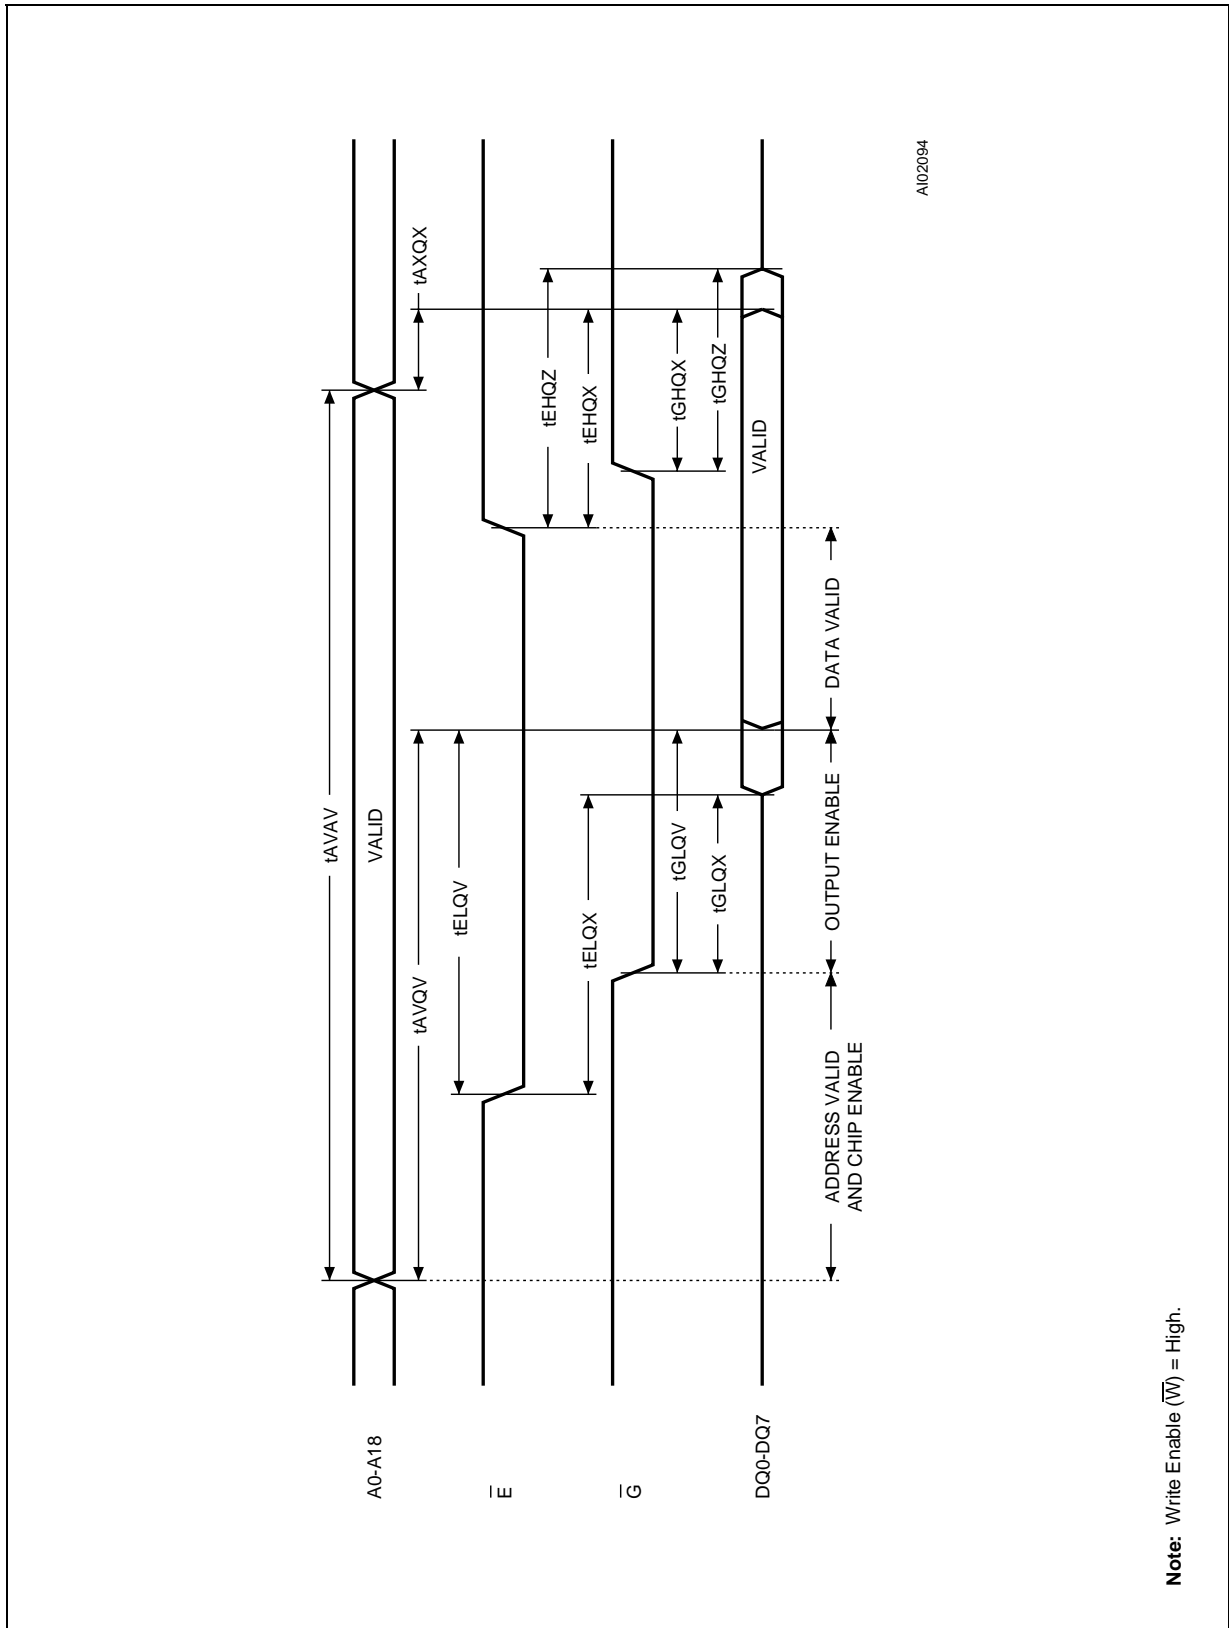 tAVAV
A0-A18
VALID
tAVQV
tAXQX
tELQV
tEHQZ
E
tELQX
tEHQX
G
tGLQV
tGHQX
tGLQX
tGHQZ
DQ0-DQ7
VALID
ADDRESS VALID
AND CHIP ENABLE
OUTPUT ENABLE
DATA VALID
AI02094
Note: Write Enable (W̅) = High.